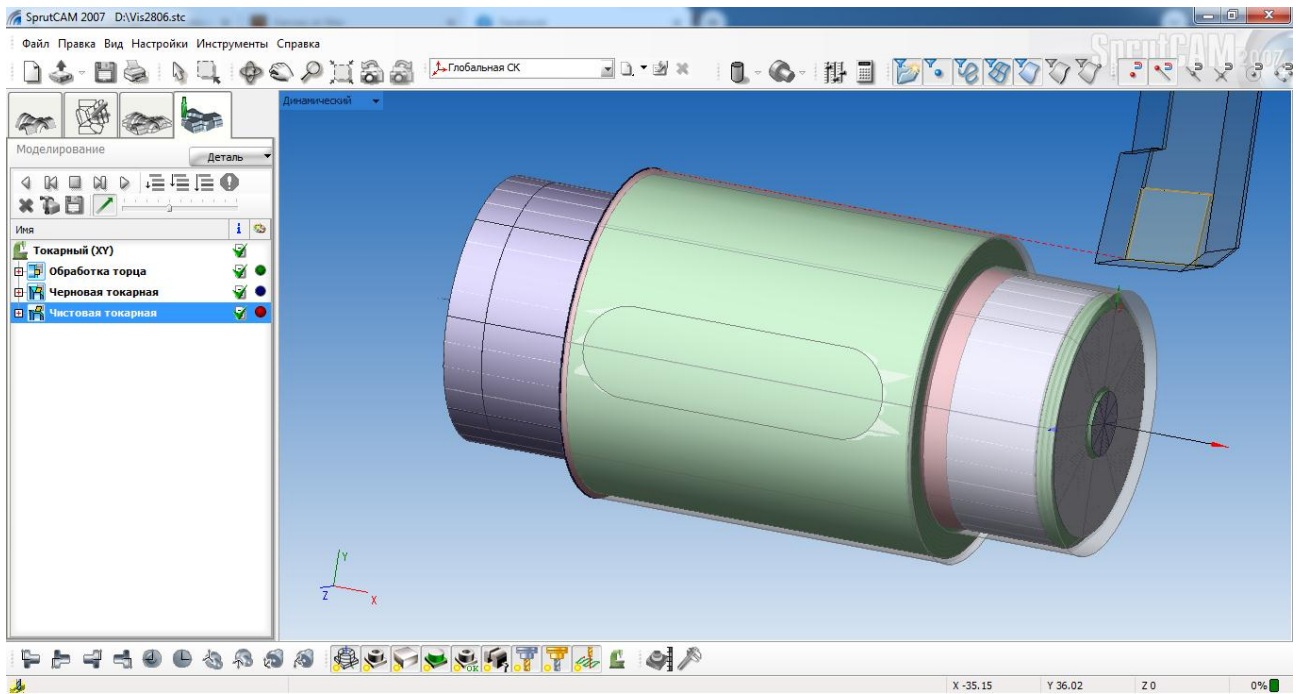 SprutCAM 2007 D:\Vis2806.stc
Файл Правка Вид Настройки Инструменты Справка
SprutCAM 2007
Глобальная СК
Динамический
Моделирование
Деталь
Имя
Токарный (XY)
Обработка торца
Черновая токарная
Чистовая токарная
Y
Z
X
OK
X -35.15 Y 36.02 Z 0 0%